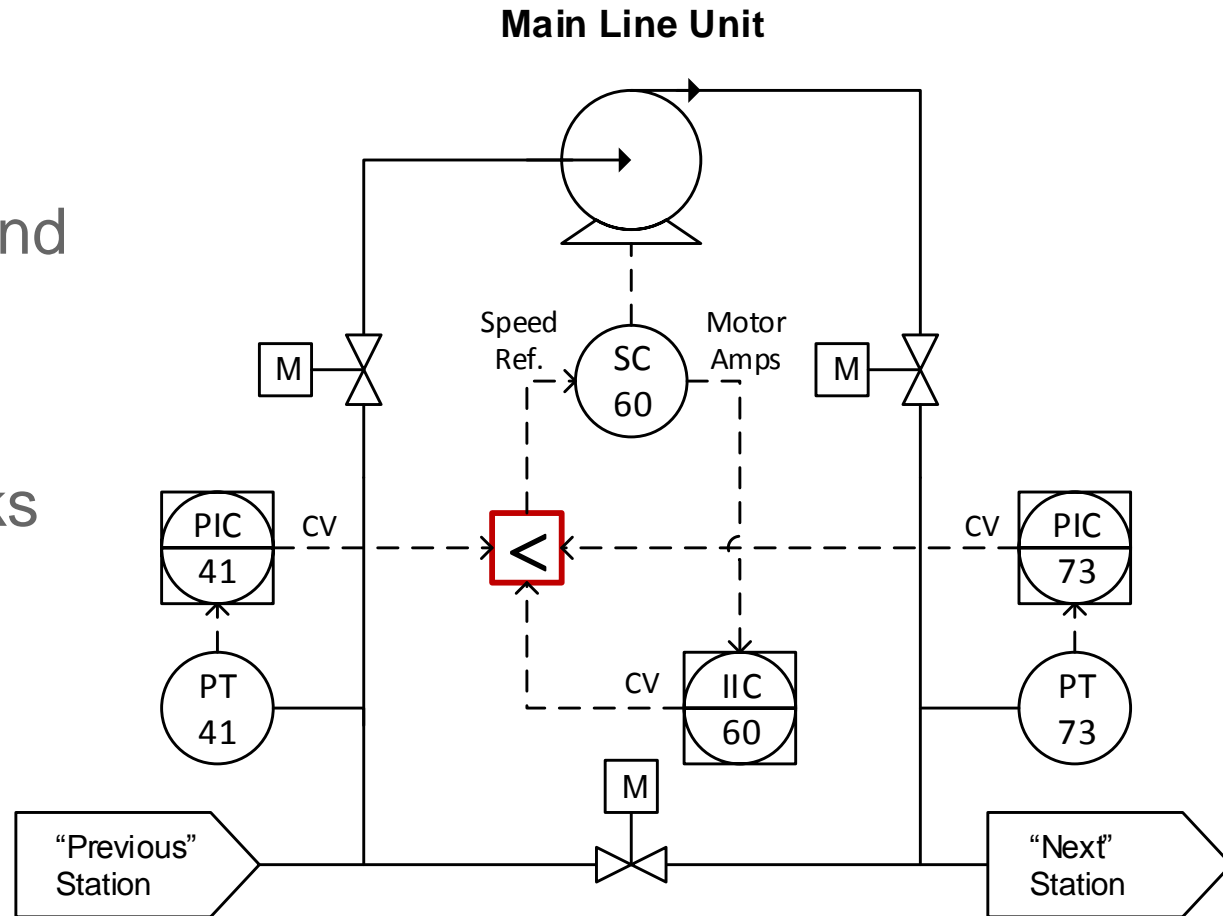 Main Line Unit
nd
ks
Speed
Ref.
Motor
Amps
SC
60
M
M
PIC
41
CV
<
CV
PIC
73
PT
41
CV
IIC
60
PT
73
M
“Previous”
Station
“Next”
Station